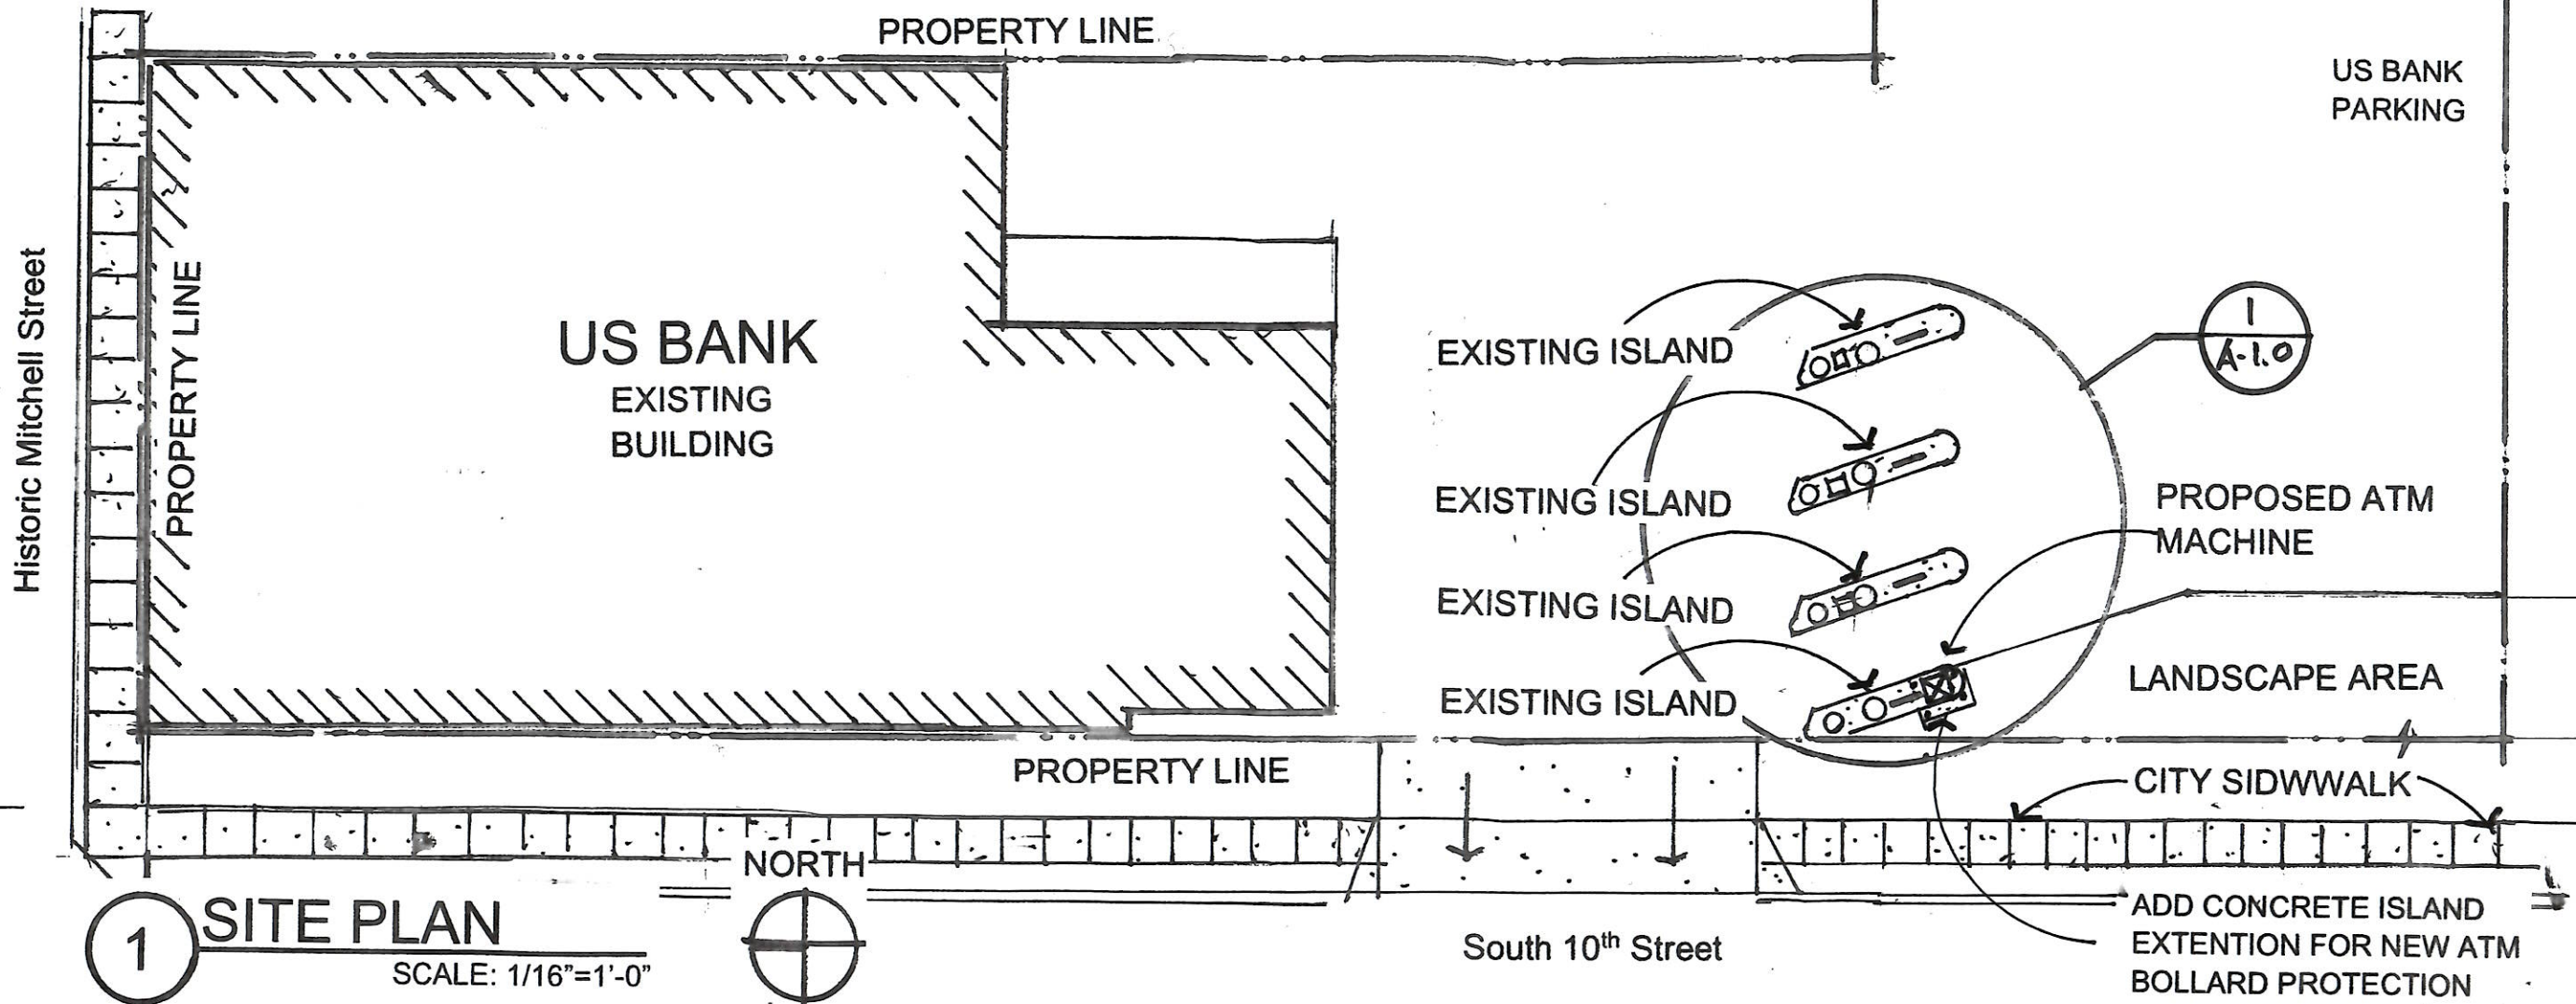 PROPERTY LINE
US BANK
PARKING
Historic Mitchell Street
PROPERTY LINE
US BANK
EXISTING
BUILDING
EXISTING ISLAND
EXISTING ISLAND
EXISTING ISLAND
EXISTING ISLAND
1
A-1.0
PROPOSED ATM
MACHINE
LANDSCAPE AREA
PROPERTY LINE
CITY SIDWWALK
NORTH
1
SITE PLAN
SCALE: 1/16"=1'-0"
South 10th Street
ADD CONCRETE ISLAND
EXTENTION FOR NEW ATM
BOLLARD PROTECTION